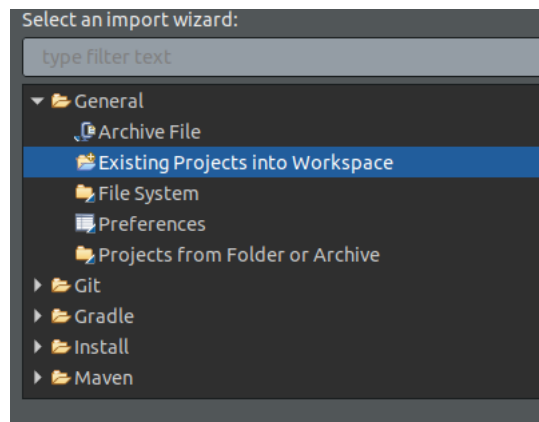 Select an import wizard:
type filter text
General
Archive File
Existing Projects into Workspace
File System
Preferences
Projects from Folder or Archive
Git
Gradle
Install
Maven